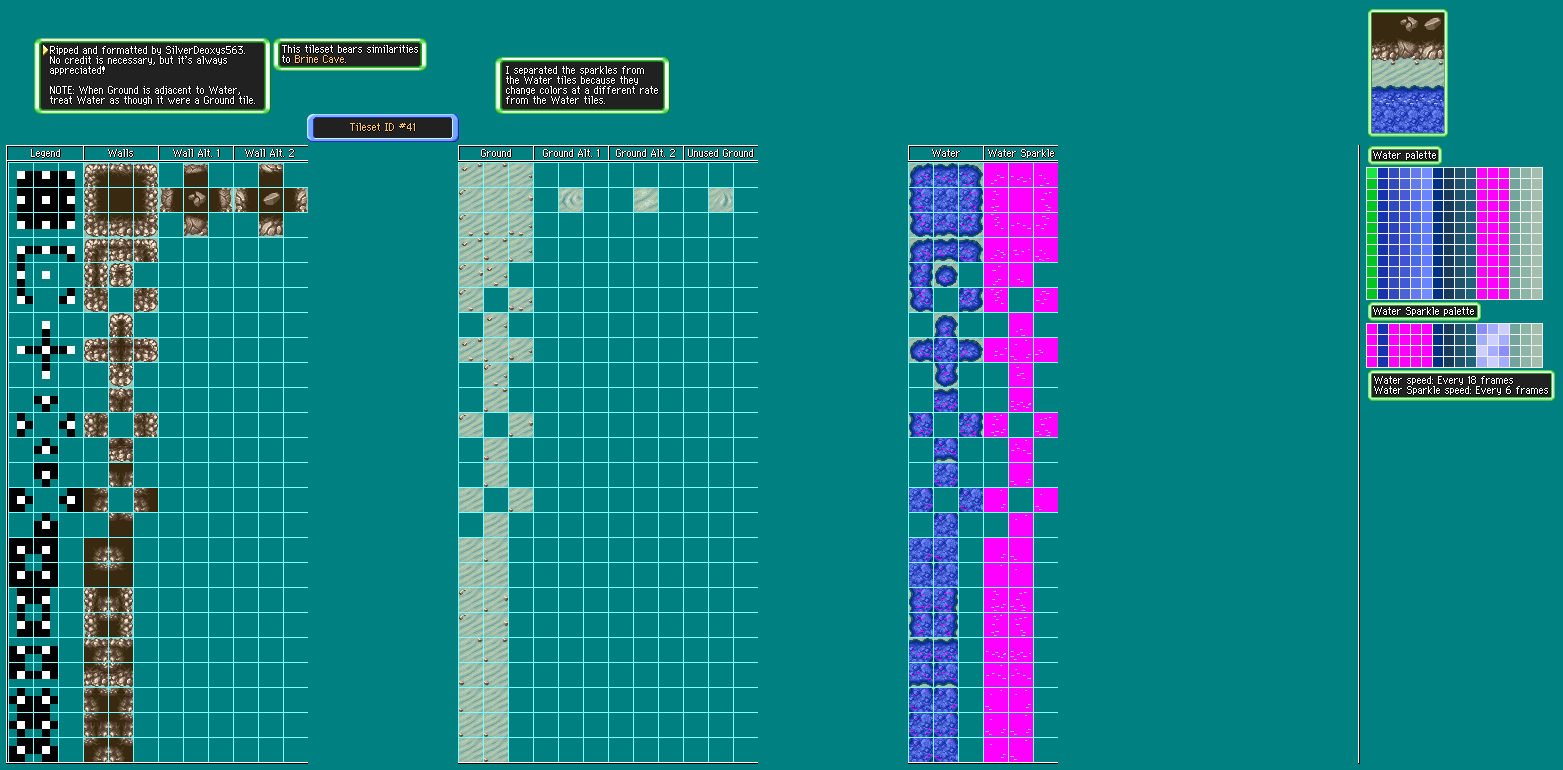 Ripped and formatted by SilverDeoxys563.
No credit is necessary, but it's always
appreciated!
NOTE: When Ground is adjacent to Water,
treat Water as though it were a Ground tile.
This tileset bears similarities
to Brine Cave.
I separated the sparkles from
the Water tiles because they
change colors at a different rate
from the Water tiles.
Tileset ID #41
Legend Walls Wall Alt. 1 Wall Alt. 2 Ground Ground Alt. 1 Ground Alt. 2 Unused Ground Water Water Sparkle
Water palette
Water Sparkle palette
Water speed: Every 18 frames
Water Sparkle speed: Every 6 frames